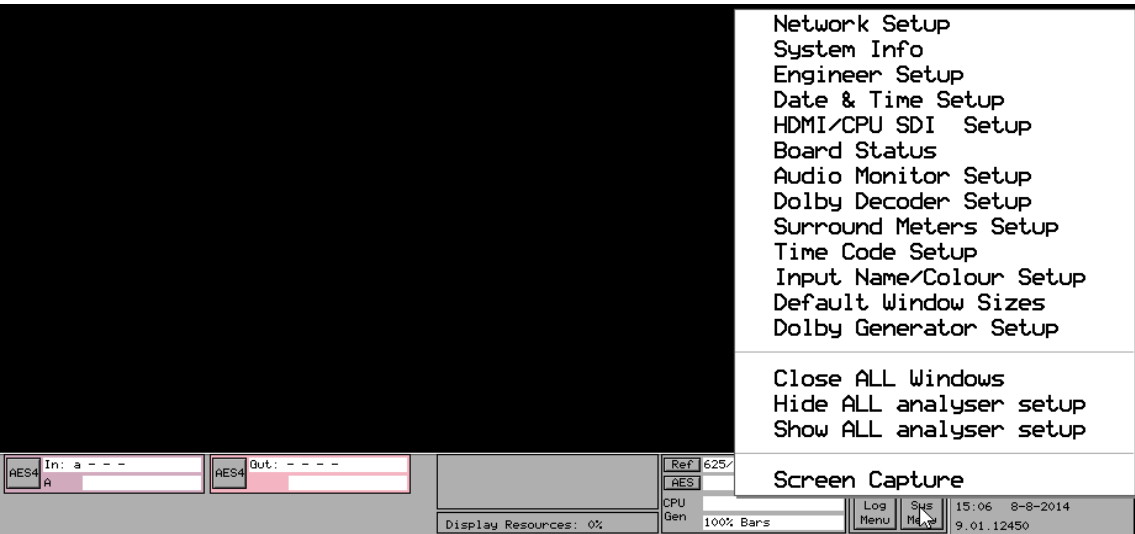 Network Setup
System Info
Engineer Setup
Date & Time Setup
HDMI/CPU SDI  Setup
Board Status
Audio Monitor Setup
Dolby Decoder Setup
Surround Meters Setup
Time Code Setup
Input Name/Colour Setup
Default Window Sizes
Dolby Generator Setup
Close ALL Windows
Hide ALL analyser setup
Show ALL analyser setup
Screen Capture
AES4 In: a - - -
A
AES4 Out: - - - -
Display Resources: 0%
Ref 625/
AES
CPU
Gen 100% Bars
Log
Menu
Sys
15:06 8-8-2014
9.01.12450